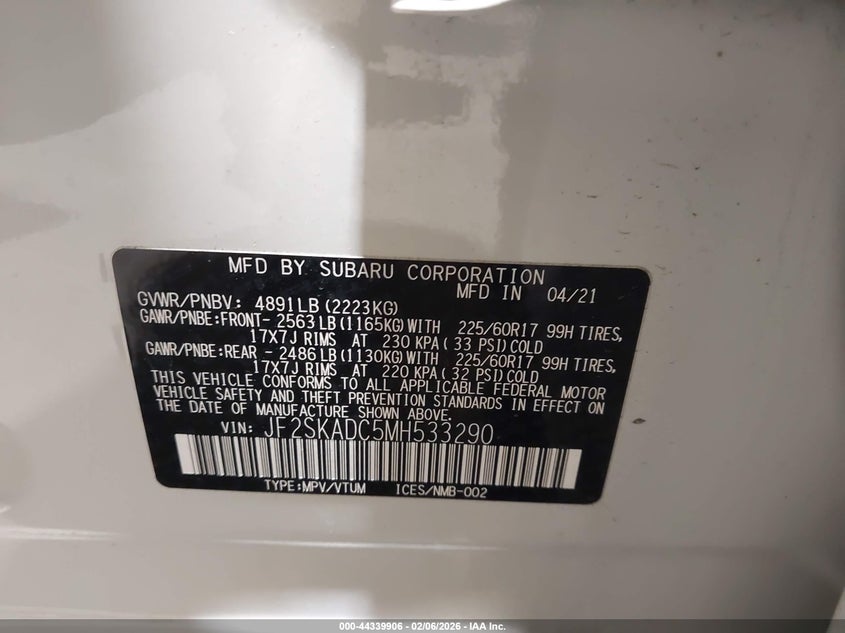 MFD BY SUBARU CORPORATION
MFD IN 04/21
GVWR/PNBV: 4891LB (2223KG)
GAWR/PNBE:FRONT- 2563LB (1165KG) WITH 225/60R17 99H TIRES,
17X7J RIMS AT 230 KPA (33 PSI) COLD
GAWR/PNBE:REAR - 2486LB (1130KG) WITH 225/60R17 99H TIRES,
17X7J RIMS AT 220 KPA (32 PSI) COLD
THIS VEHICLE CONFORMS TO ALL APPLICABLE FEDERAL MOTOR
VEHICLE SAFETY AND THEFT PREVENTION STANDARDS IN EFFECT ON
THE DATE OF MANUFACTURE SHOWN ABOVE.
VIN: JF2SKADC5MH533290
TYPE:MPV/VTUM ICES/NMB-002
000-44339906 - 02/06/2026 - IAA Inc.